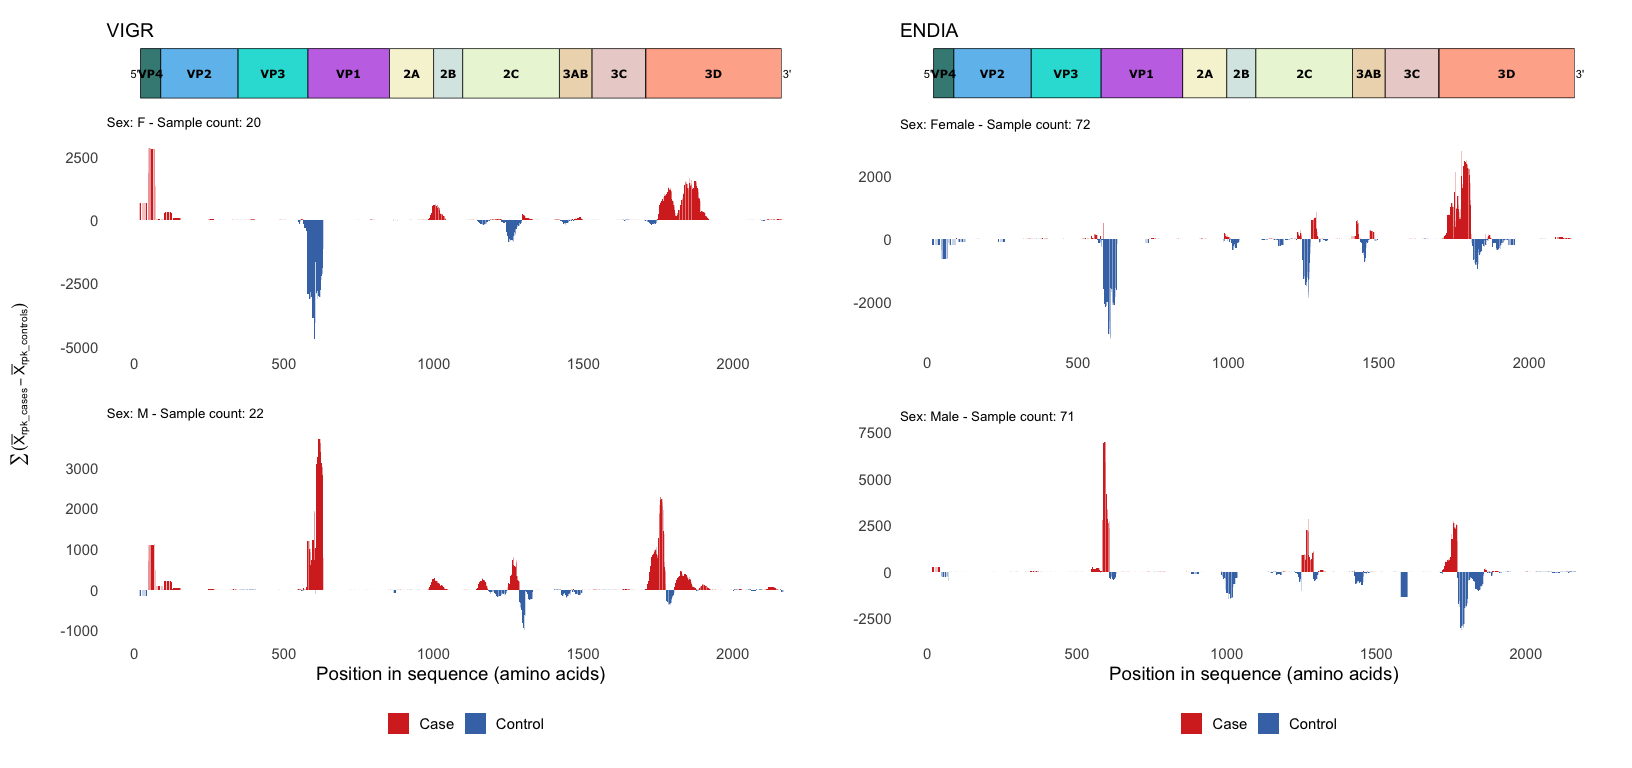 VIGR
5' VP4 VP2 VP3 VP1 2A 2B 2C 3AB 3C 3D 3'
Sex: F - Sample count: 20
2500
0
-2500
-5000
0 500 1000 1500 2000
Sex: M - Sample count: 22
3000
2000
1000
0
-1000
0 500 1000 1500 2000
Position in sequence (amino acids)
Case Control
∑ (X̅rpk_cases − X̅rpk_controls)
ENDIA
5' VP4 VP2 VP3 VP1 2A 2B 2C 3AB 3C 3D 3'
Sex: Female - Sample count: 72
2000
0
-2000
0 500 1000 1500 2000
Sex: Male - Sample count: 71
7500
5000
2500
0
-2500
0 500 1000 1500 2000
Position in sequence (amino acids)
Case Control